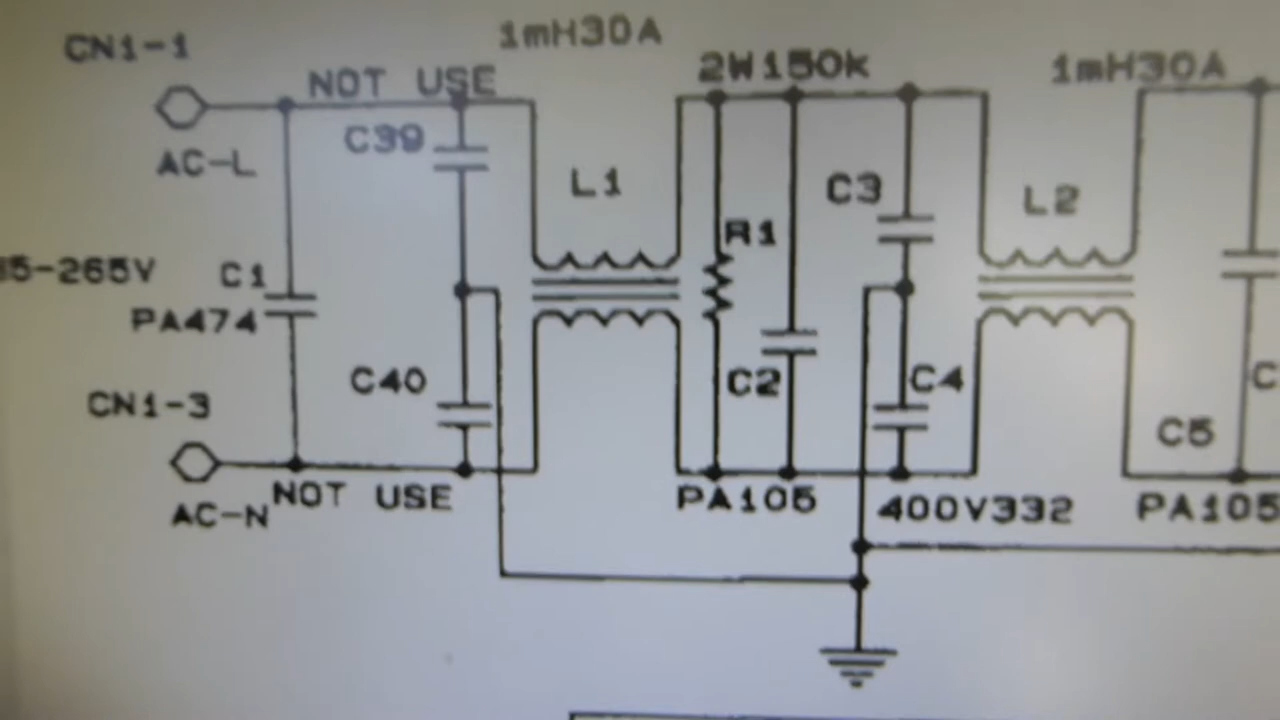 CN1-1
1mH30A
NOT USE
2W150k
1mH30A
C39
AC-L
L1
C3
L2
R1
85-265V
C1
PA474
C40
C2
C4
CN1-3
C5
NOT USE
PA105
400V332
PA105
AC-N